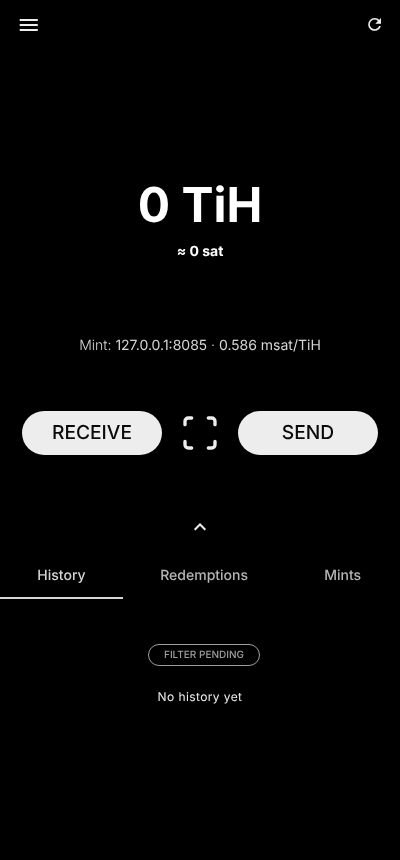 0 TiH
≈ 0 sat
Mint: 127.0.0.1:8085 · 0.586 msat/TiH
RECEIVE SEND
History Redemptions Mints
FILTER PENDING
No history yet